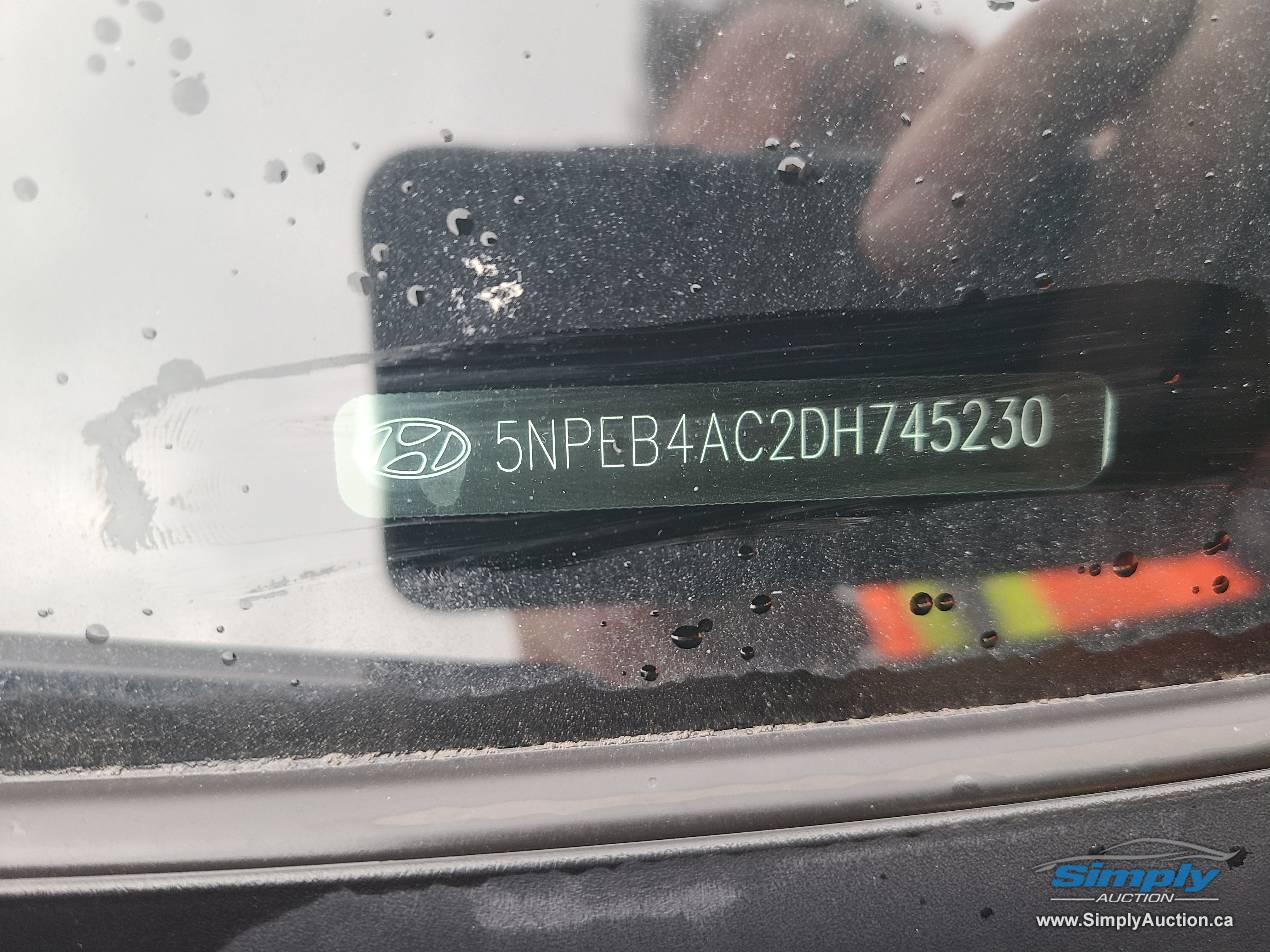 5NPEB4AC2DH745230
Simply
AUCTION
www.SimplyAuction.ca